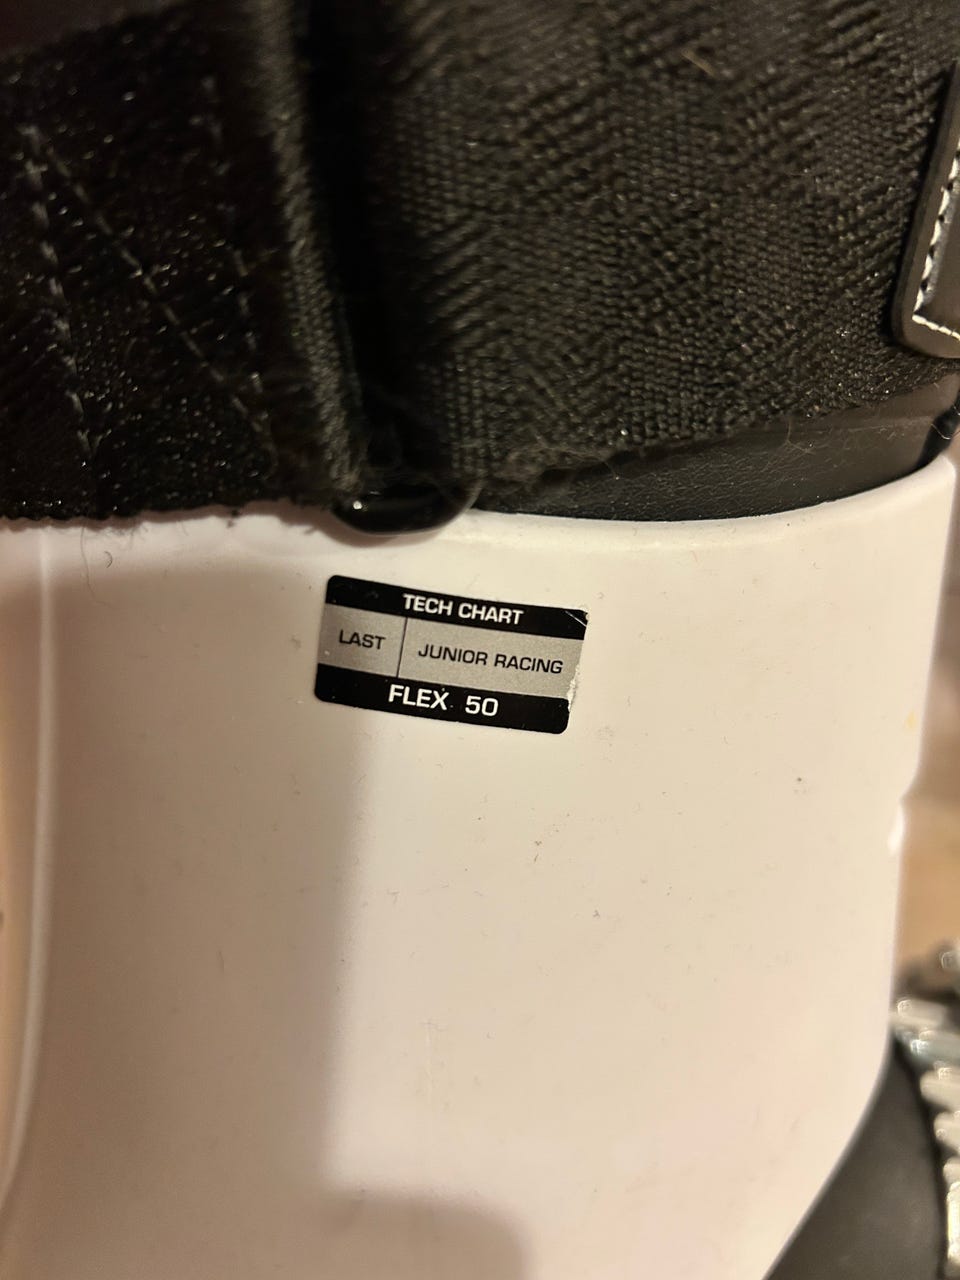 TECH CHART
LAST JUNIOR RACING
FLEX 50